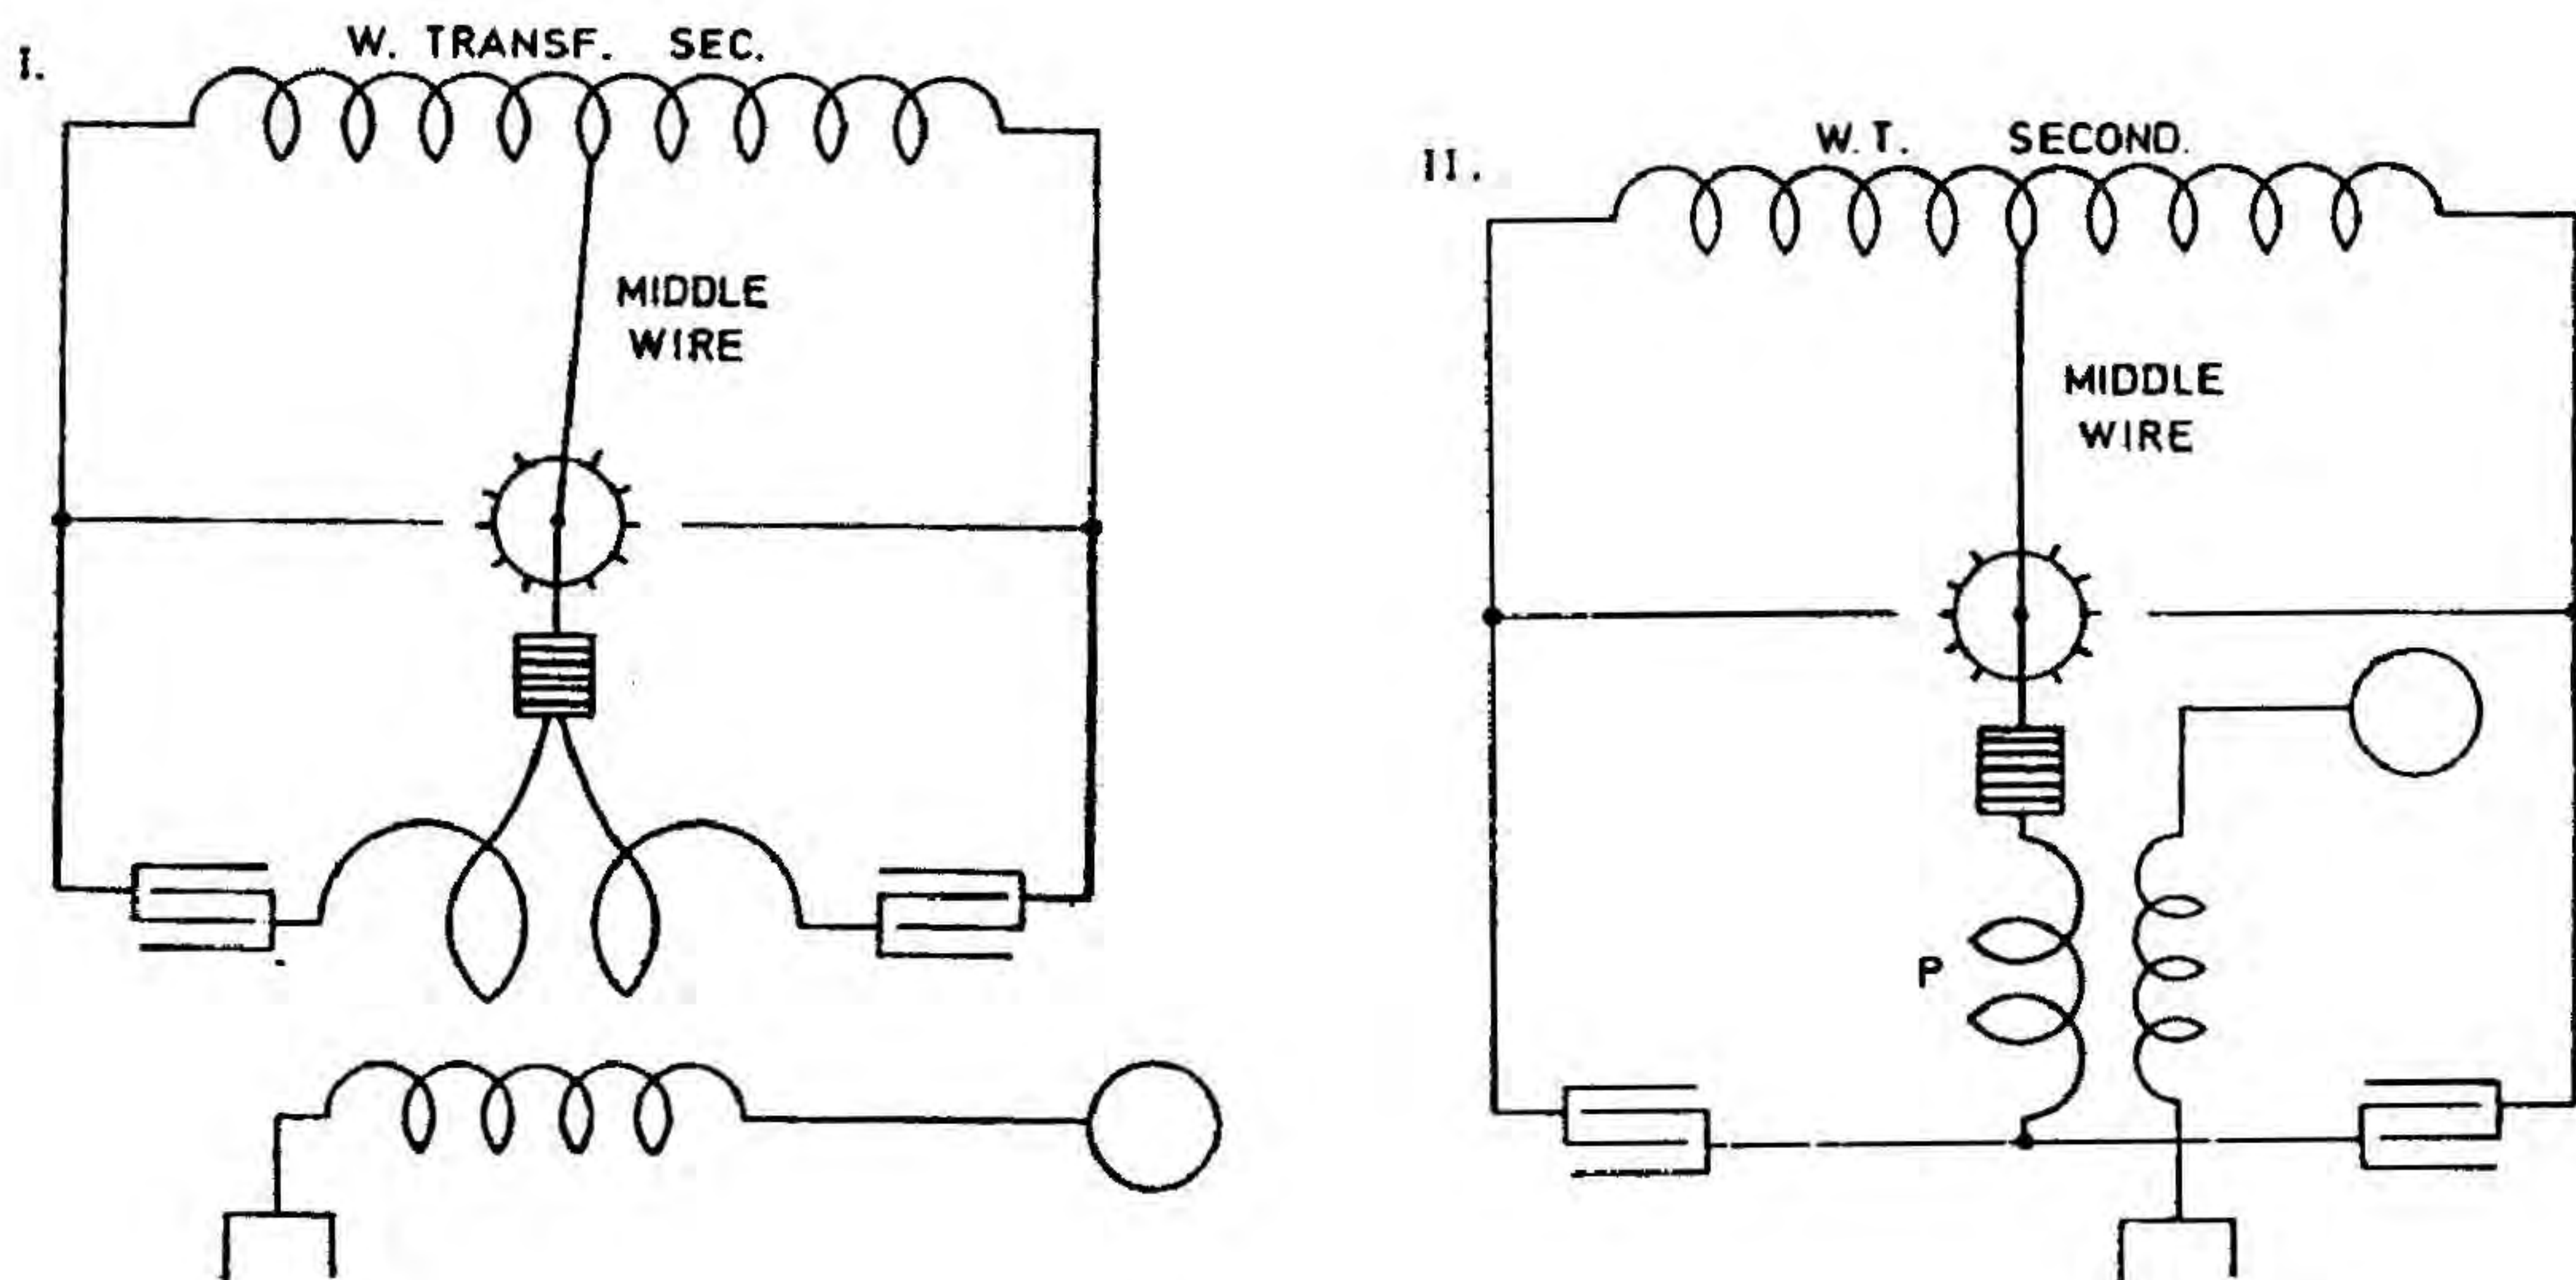 I.
W. TRANSF. SEC.
MIDDLE
WIRE
II.
W.T. SECOND.
MIDDLE
WIRE
P